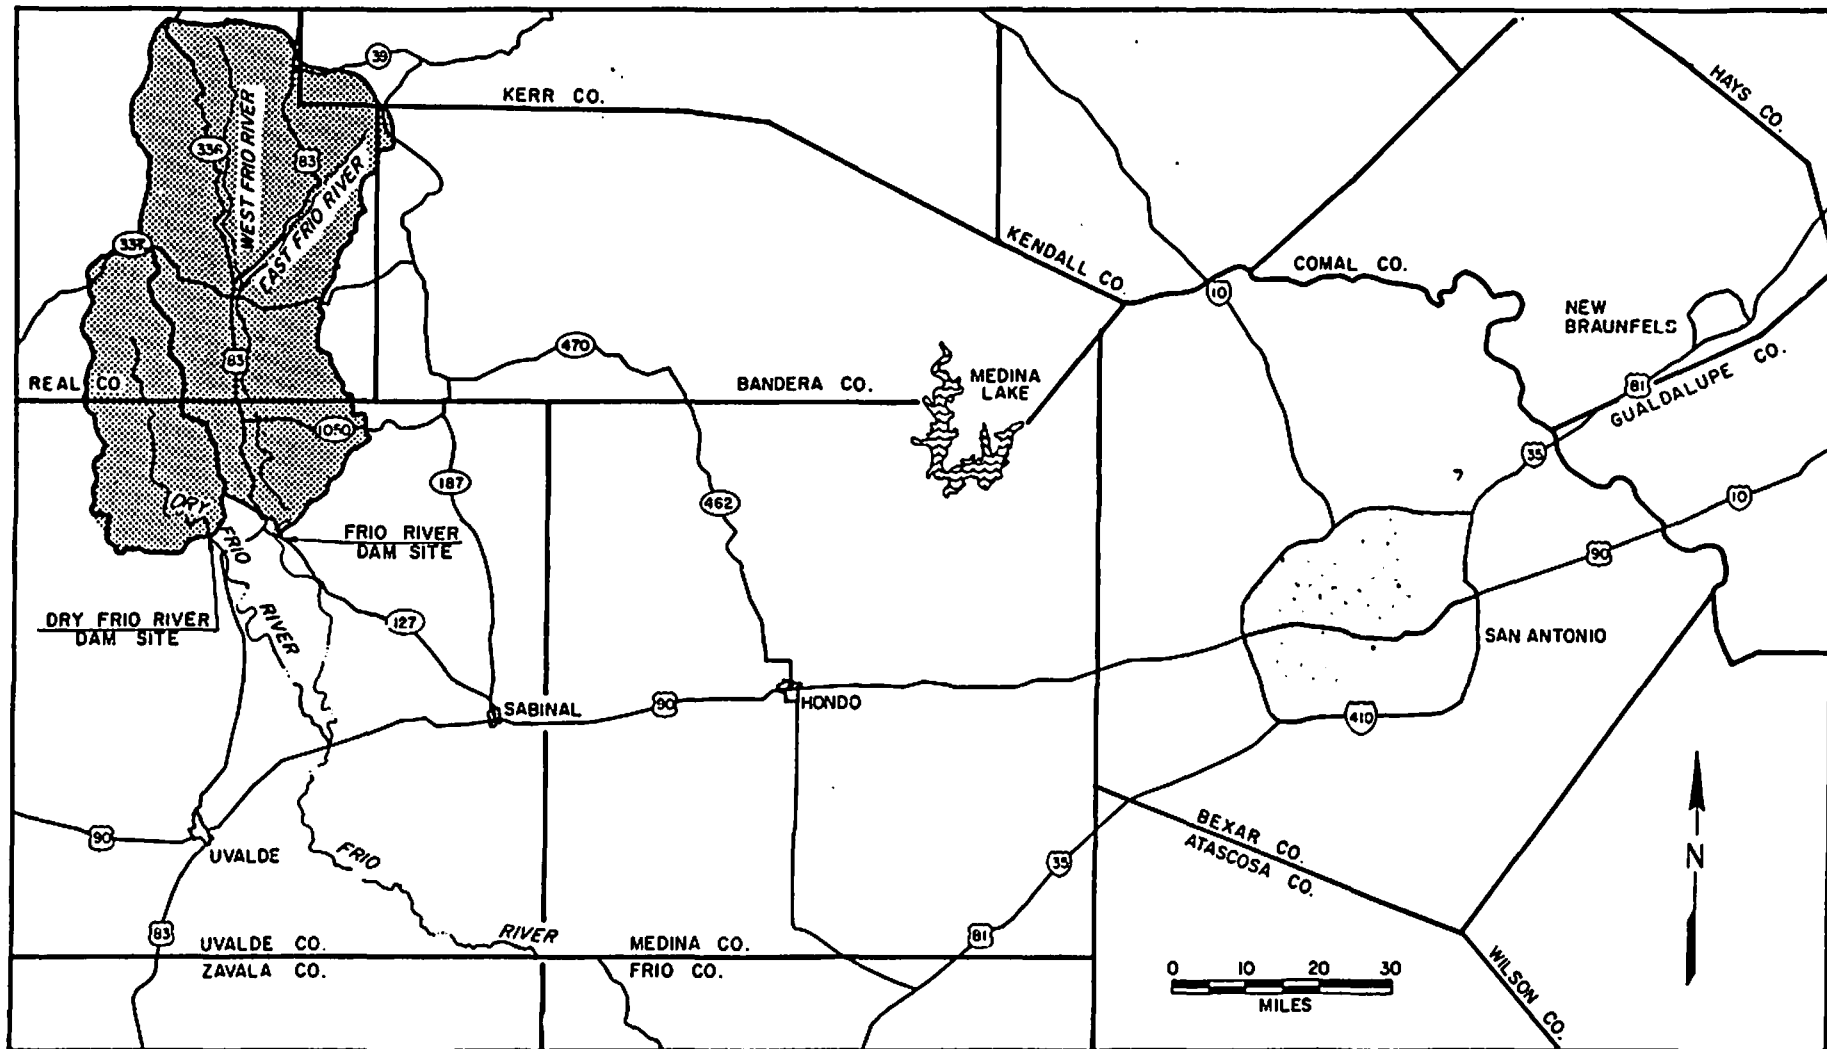 39
KERR CO.
HAYS CO.
336
WEST FRIO RIVER
83
EAST FRIO RIVER
337
KENDALL CO.
COMAL CO.
10
NEW
BRAUNFELS
83
470
REAL CO.
BANDERA CO.
MEDINA
LAKE
81
GUALDALUPE CO.
1050
187
462
35
10
DRY
FRIO
RIVER
FRIO RIVER
DAM SITE
90
DRY FRIO RIVER
DAM SITE
127
SAN ANTONIO
SABINAL
90
HONDO
410
90
UVALDE
FRIO
RIVER
BEXAR CO.
ATASCOSA CO.
35
N
83
81
UVALDE CO.
ZAVALA CO.
MEDINA CO.
FRIO CO.
WILSON CO.
0 10 20 30
MILES